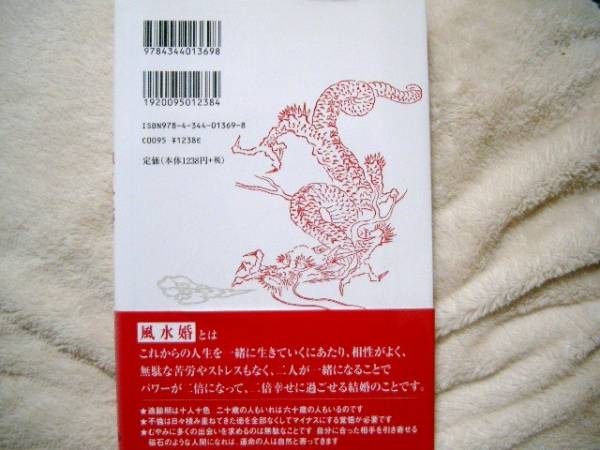 9784344013698
1920095012384
ISBN978-4-344-01369-8
C0095 ¥1238E
定価(本体1238円+税)
風水婚とは
これからの人生を一緒に生きていくにあたり、相性がよく、
無駄な苦労やストレスもなく、二人が一緒になることで
パワーが二倍になって、二倍幸せに過ごせる結婚のことです。
★適齢期は十人十色 二十歳の人もいれば六十歳の人もいるのです
★不倫は日々積み重ねてきた徳を全部なくしてマイナスにする覚悟が必要です
★むやみに多くの出会いを求めるのは無駄なことです 自分に合った相手を引き寄せる
磁石のような人間になれば、運命の人は自然と寄ってきます